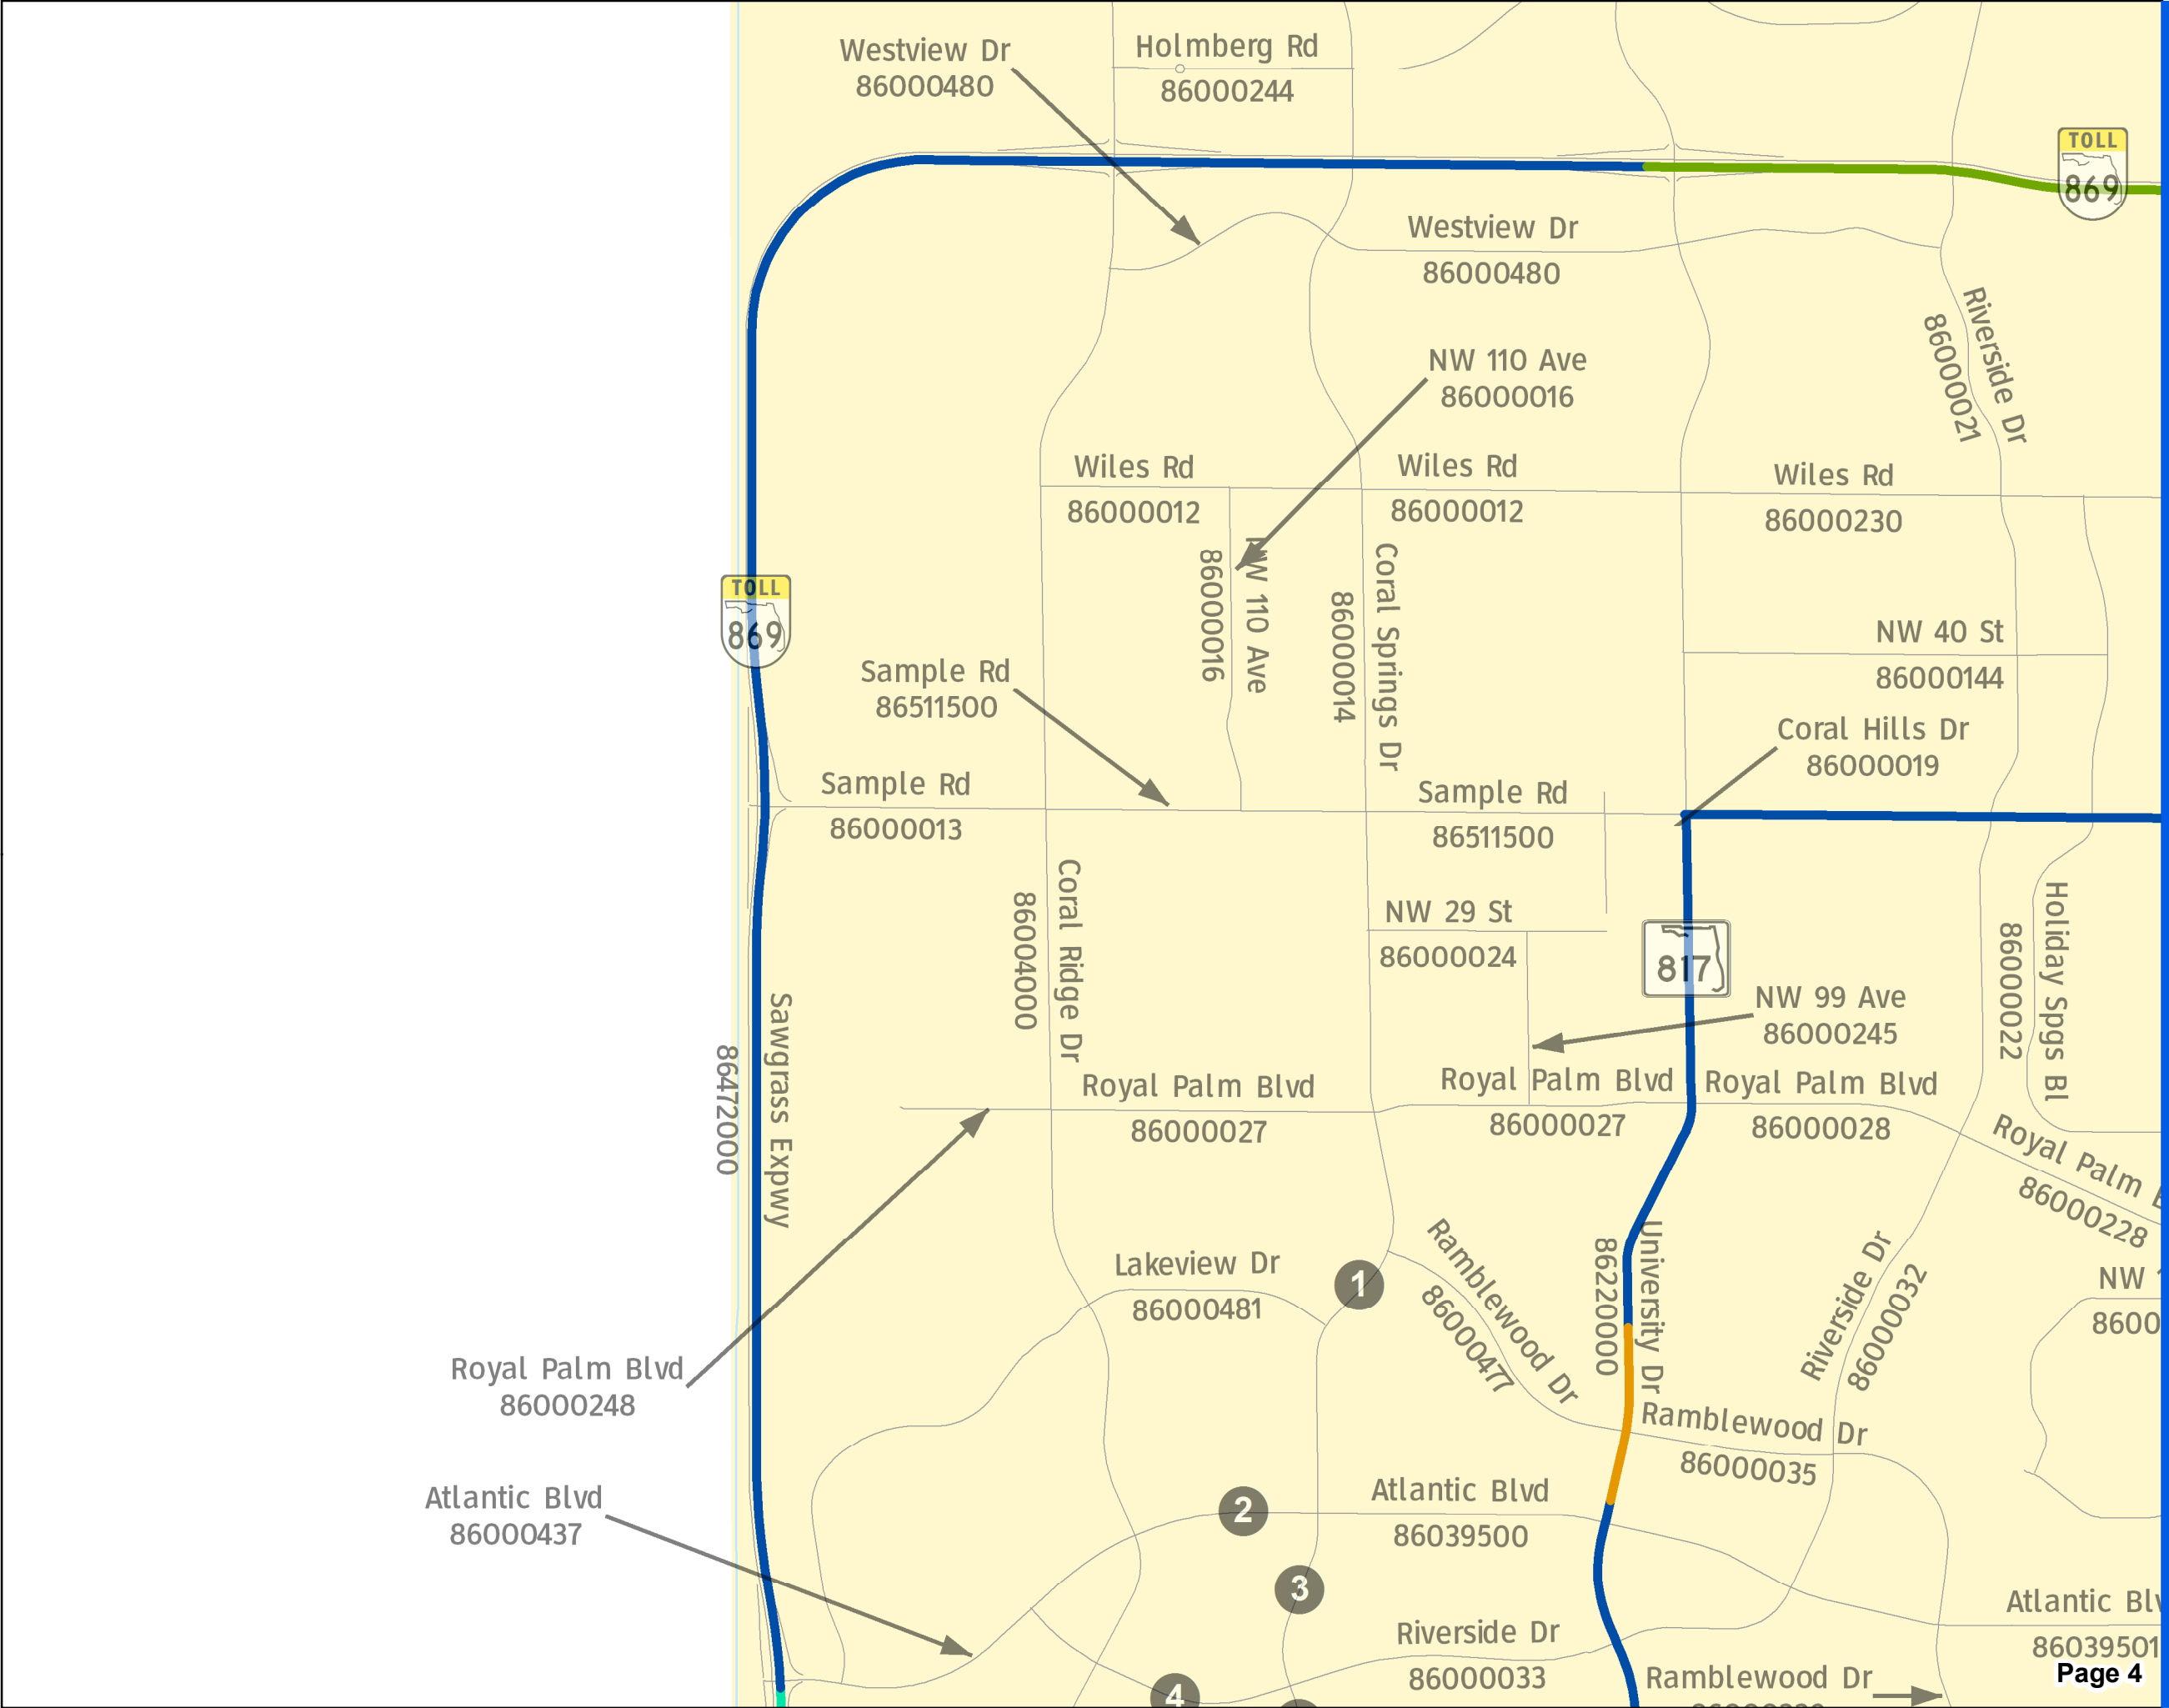 Westview Dr
86000480
Holmberg Rd
86000244
TOLL
869
Westview Dr
86000480
Riverside Dr
86000021
NW 110 Ave
86000016
Wiles Rd
86000012
Wiles Rd
86000012
Wiles Rd
86000230
NW 110 Ave
86000016
Coral Springs Dr
86000014
TOLL
869
NW 40 St
86000144
Sample Rd
86511500
Coral Hills Dr
86000019
Sample Rd
86000013
Sample Rd
86511500
Coral Ridge Dr
86004000
NW 29 St
86000024
817
Holiday Spgs Bl
86000022
NW 99 Ave
86000245
Sawgrass Expwy
86472000
Royal Palm Blvd
86000027
Royal Palm Blvd
86000027
Royal Palm Blvd
86000028
Royal Palm
86000228
Lakeview Dr
86000481
1
Ramblewood Dr
86000477
University Dr
86220000
Riverside Dr
86000032
NW
8600
Royal Palm Blvd
86000248
Ramblewood Dr
86000035
Atlantic Blvd
86000437
2
Atlantic Blvd
86039500
3
Riverside Dr
86000033
Atlantic Blv
86039501
4
Ramblewood Dr
Page 4